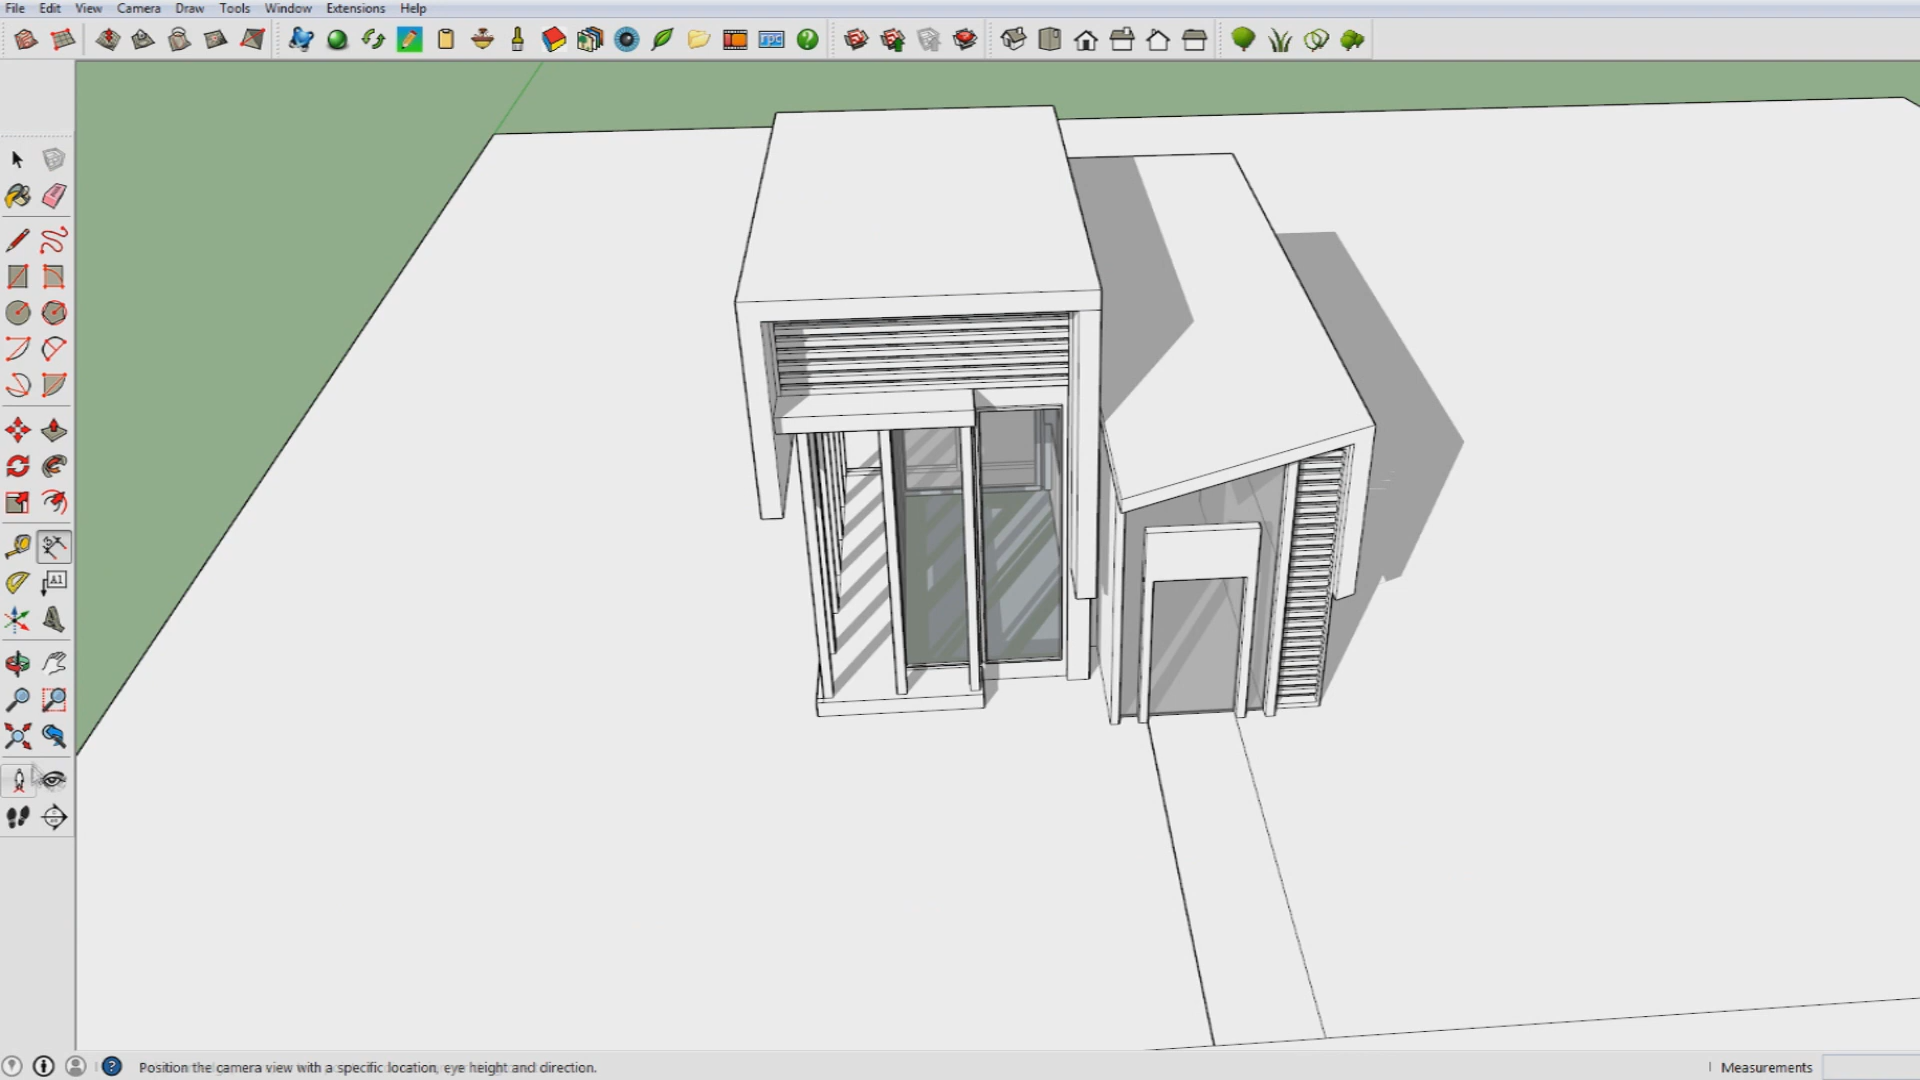 File Edit View Camera Draw Tools Window Extensions Help
A1
Position the camera view with a specific location, eye height and direction.
Measurements